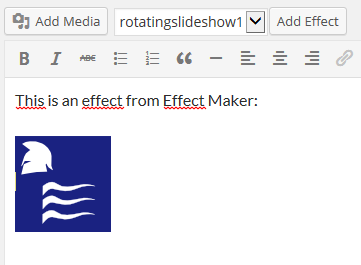 Add Media rotatingslideshow1 Add Effect
B I ABC
This is an effect from Effect Maker: